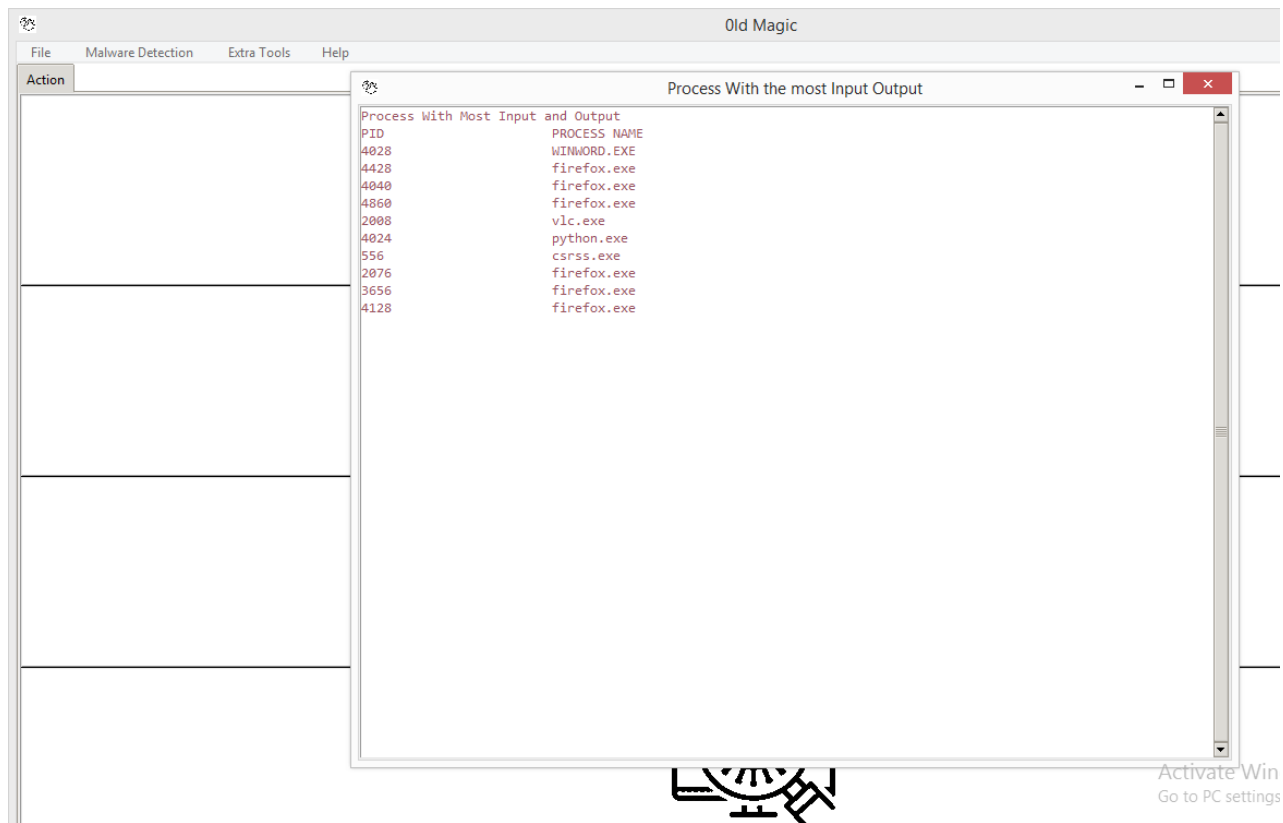 0ld Magic
File Malware Detection Extra Tools Help
Action
Process With the most Input Output
Process With Most Input and Output
PID PROCESS NAME
4028 WINWORD.EXE
4428 firefox.exe
4040 firefox.exe
4860 firefox.exe
2008 vlc.exe
4024 python.exe
556 csrss.exe
2076 firefox.exe
3656 firefox.exe
4128 firefox.exe
Activate Win
Go to PC settings